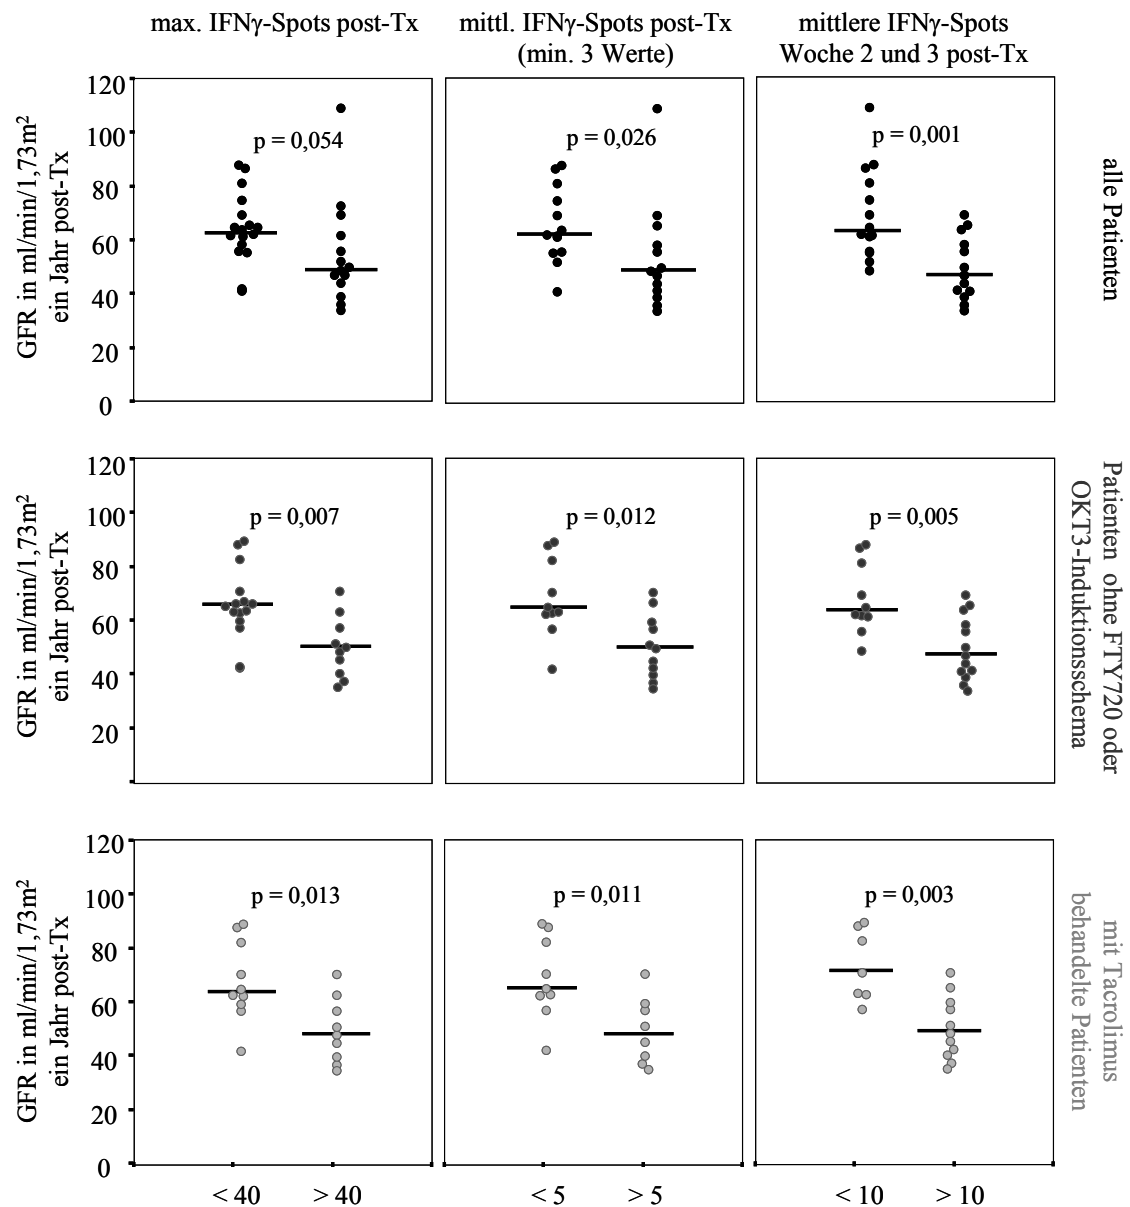 max. IFNγ-Spots post-Tx
mittl. IFNγ-Spots post-Tx
(min. 3 Werte)
mittlere IFNγ-Spots
Woche 2 und 3 post-Tx
GFR in ml/min/1,73m²
ein Jahr post-Tx
120
100
80
60
40
20
0
p = 0,054
p = 0,026
p = 0,001
alle Patienten
GFR in ml/min/1,73m²
ein Jahr post-Tx
120
100
80
60
40
20
p = 0,007
p = 0,012
p = 0,005
Patienten ohne FTY720 oder
OKT3-Induktionsschema
GFR in ml/min/1,73m²
ein Jahr post-Tx
120
100
80
60
40
20
0
p = 0,013
p = 0,011
p = 0,003
mit Tacrolimus
behandelte Patienten
< 40
> 40
< 5
> 5
< 10
> 10